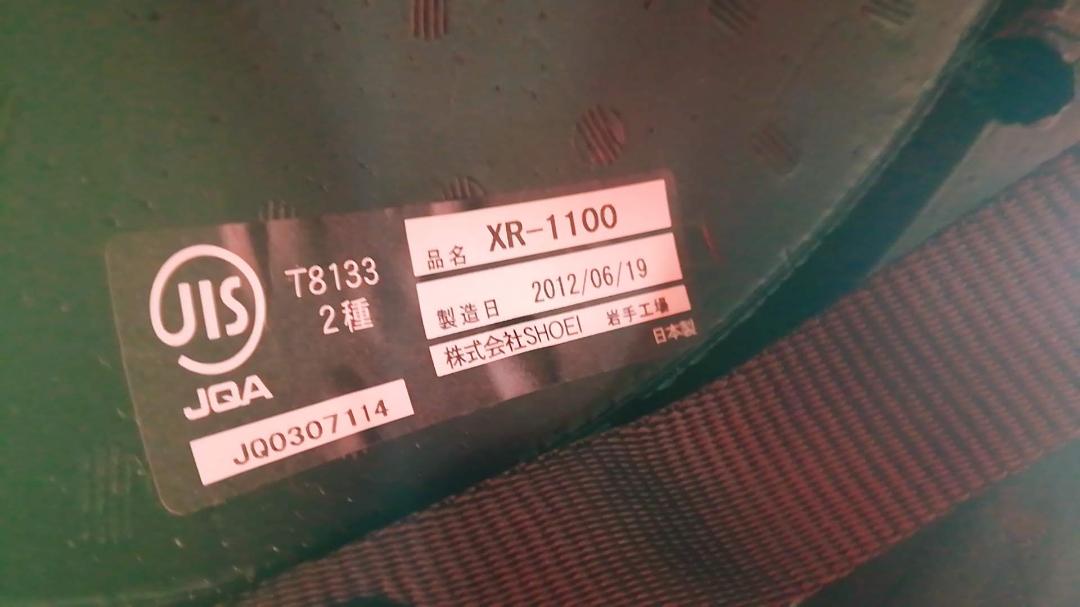 JIS
JQA
T8133
2種
JQ0307114
品名 XR-1100
製造日 2012/06/19
株式会社SHOEI 岩手工場
日本製